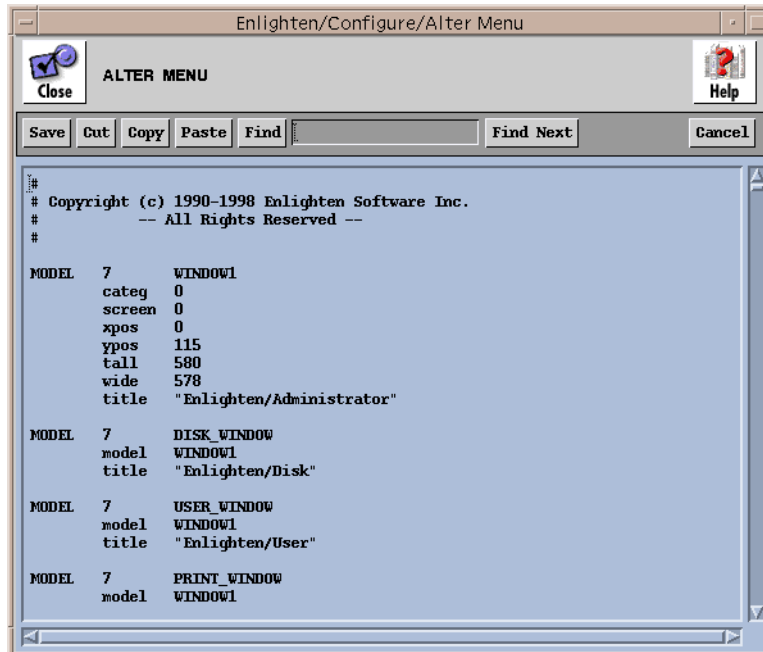 Enlighten/Configure/Alter Menu
Close
ALTER MENU
Help
Save Cut Copy Paste Find Find Next Cancel
#
# Copyright (c) 1990-1998 Enlighten Software Inc.
# -- All Rights Reserved --
#
MODEL 7 WINDOW1
categ 0
screen 0
xpos 0
ypos 115
tall 580
wide 578
title "Enlighten/Administrator"
MODEL 7 DISK_WINDOW
model WINDOW1
title "Enlighten/Disk"
MODEL 7 USER_WINDOW
model WINDOW1
title "Enlighten/User"
MODEL 7 PRINT_WINDOW
model WINDOW1